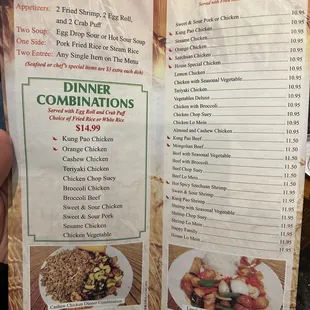 Appetizers: 2 Fried Shrimp, 2 Egg Roll,
and 2 Crab Puff
Two Soup: Egg Drop Sour or Hot Sour Soup
One Side: Pork Fried Rice or Steam Rice
Two Entree: Any Single Item on The Menu
(Seafood or chef's special items are $3 extra each dish)
DINNER
COMBINATIONS
Served with Egg Roll and Crab Puff
Choice of Fried Rice or White Rice
$14.99
Kung Pao Chicken
Orange Chicken
Cashew Chicken
Teriyaki Chicken
Chicken Chop Suey
Broccoli Chicken
Broccoli Beef
Sweet & Sour Chicken
Sweet & Sour Pork
Sesame Chicken
Chicken Vegetable
Cashew Chicken Dinner Combination
Sweet & Sour Pork or Chicken 10.95
Kung Pao Chicken 10.95
Sesame Chicken 10.95
Orange Chicken 10.95
Szechuan Chicken 10.95
House Special Chicken 10.95
Lemon Chicken 10.95
Chicken with Seasonal Vegetable 10.95
Teriyaki Chicken 10.95
Vegetables Deluxe 10.95
Chicken with Broccoli 10.95
Chicken Chop Suey 10.95
Chicken Lo Mein 10.95
Almond and Cashew Chicken 10.95
Kung Pao Beef 11.50
Mongolian Beef 11.50
Beef with Seasonal Vegetable 11.50
Beef with Broccoli 11.50
Beef Chop Suey 11.50
Beef Lo Mein 11.50
Hot Spicy Szechuan Shrimp 11.95
Kung Pao Shrimp 11.95
Shrimp with Seasonal Vegetable 11.95
Shrimp Chop Suey 11.95
Shrimp Lo Mein 11.95
Happy Family 11.95
House Lo Mein 11.95